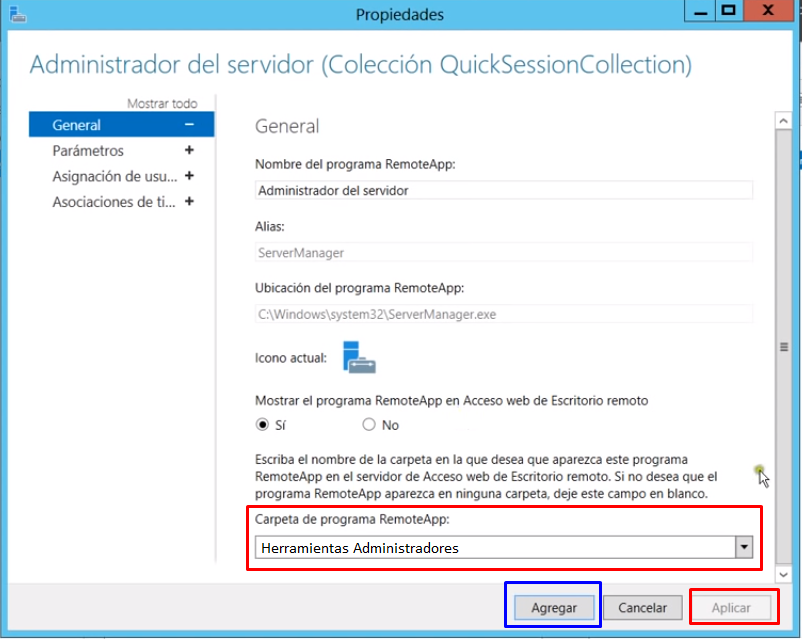 Propiedades
Administrador del servidor (Colección QuickSessionCollection)
Mostrar todo
General −
Parámetros +
Asignación de usu... +
Asociaciones de ti... +
General
Nombre del programa RemoteApp:
Administrador del servidor
Alias:
ServerManager
Ubicación del programa RemoteApp:
C:\Windows\system32\ServerManager.exe
Icono actual:
Mostrar el programa RemoteApp en Acceso web de Escritorio remoto
Sí No
Escriba el nombre de la carpeta en la que desea que aparezca este programa
RemoteApp en el servidor de Acceso web de Escritorio remoto. Si no desea que el
programa RemoteApp aparezca en ninguna carpeta, deje este campo en blanco.
Carpeta de programa RemoteApp:
Herramientas Administradores
Agregar Cancelar Aplicar